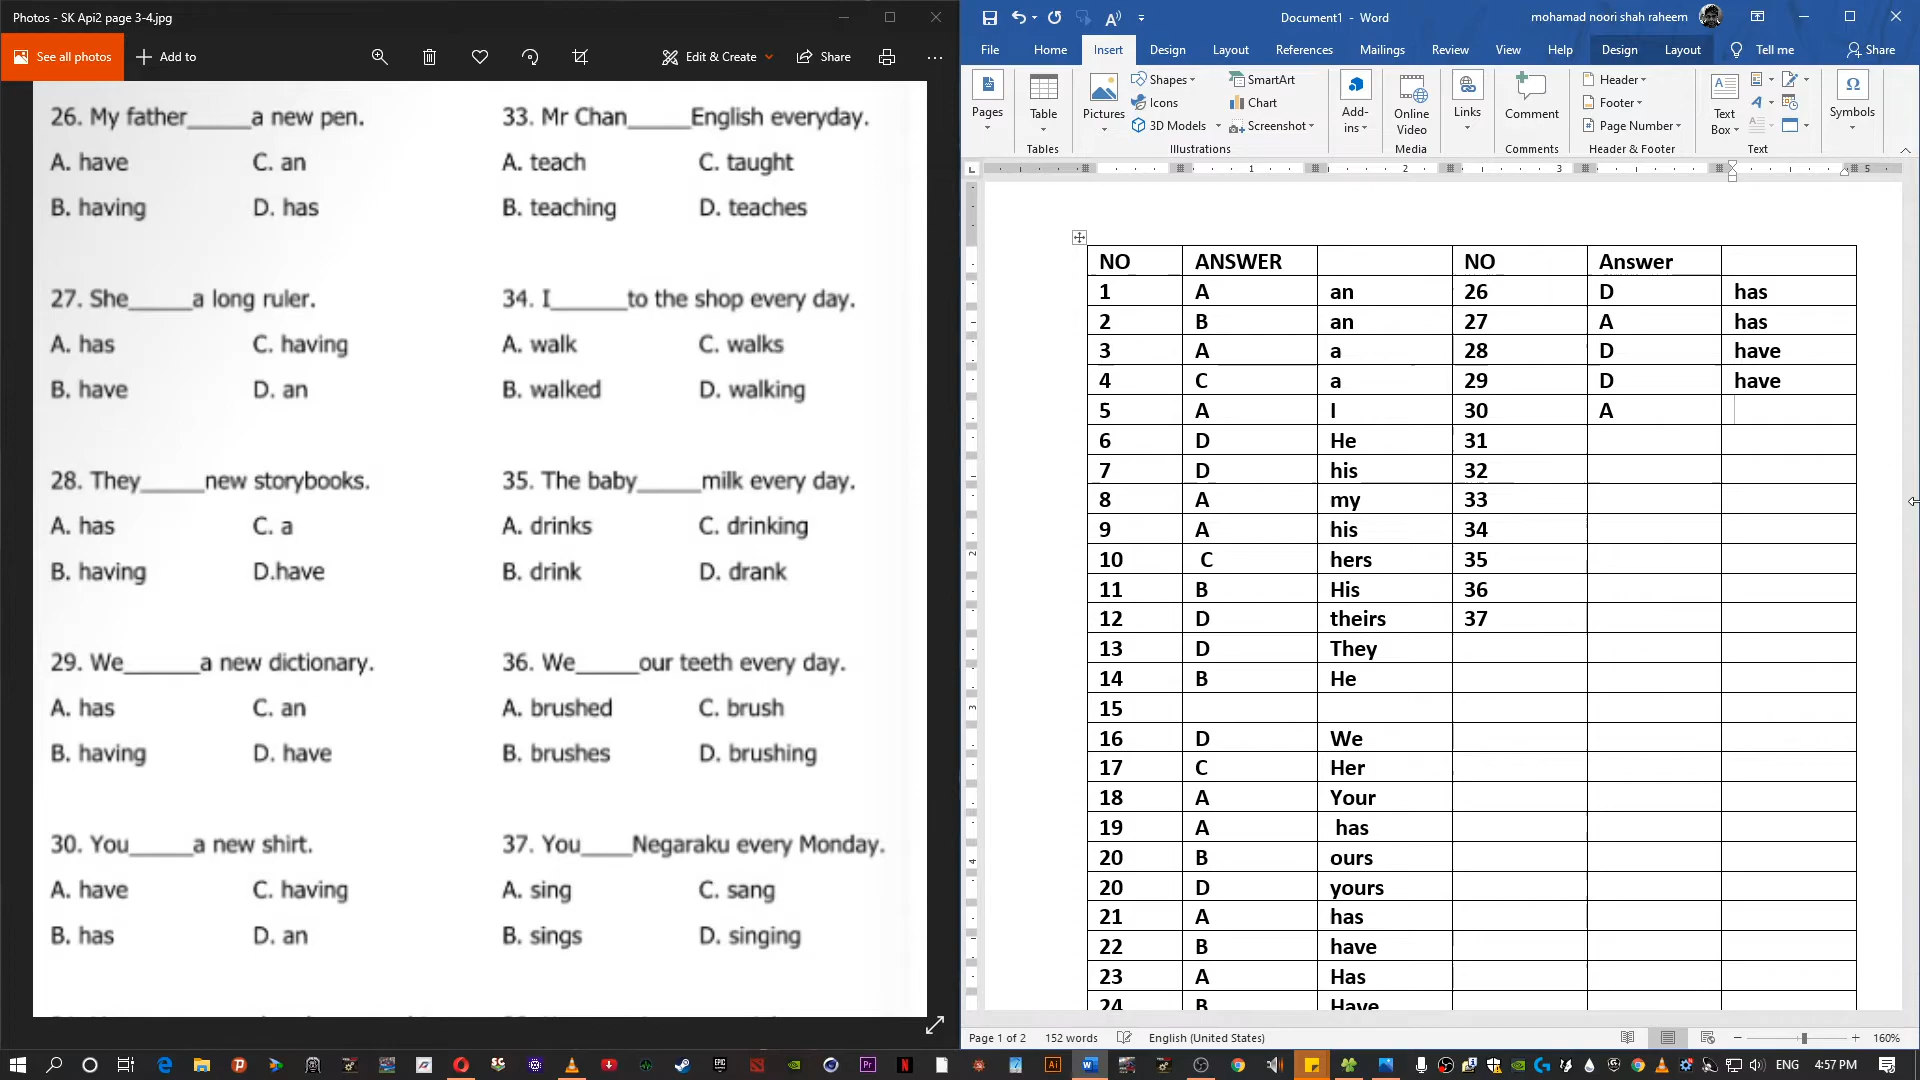 Photos - SK Api2 page 3-4.jpg
See all photos
Add to
Edit & Create
Share
26. My father_____a new pen.
A. have
C. an
B. having
D. has
27. She_____a long ruler.
A. has
C. having
B. have
D. an
28. They_____new storybooks.
A. has
C. a
B. having
D.have
29. We______a new dictionary.
A. has
C. an
B. having
D. have
30. You_____a new shirt.
A. have
C. having
B. has
D. an
33. Mr Chan_____English everyday.
A. teach
C. taught
B. teaching
D. teaches
34. I______to the shop every day.
A. walk
C. walks
B. walked
D. walking
35. The baby_____milk every day.
A. drinks
C. drinking
B. drink
D. drank
36. We_____our teeth every day.
A. brushed
C. brush
B. brushes
D. brushing
37. You____Negaraku every Monday.
A. sing
C. sang
B. sings
D. singing
Document1 - Word
mohamad noori shah raheem
File Home Insert Design Layout References Mailings Review View Help Design Layout Tell me Share
Pages
Table
Tables
Pictures
Shapes
Icons
3D Models
SmartArt
Chart
Screenshot
Illustrations
Add-ins
Online Video
Media
Links
Comment
Comments
Header
Footer
Page Number
Header & Footer
Text Box
Text
Symbols
1 2 3 5
NO ANSWER NO Answer
1 A an 26 D has
2 B an 27 A has
3 A a 28 D have
4 C a 29 D have
5 A I 30 A
6 D He 31
7 D his 32
8 A my 33
9 A his 34
10 C hers 35
11 B His 36
12 D theirs 37
13 D They
14 B He
15
16 D We
17 C Her
18 A Your
19 A has
20 B ours
20 D yours
21 A has
22 B have
23 A Has
24 B Have
Page 1 of 2 152 words English (United States) 160%
ENG 4:57 PM